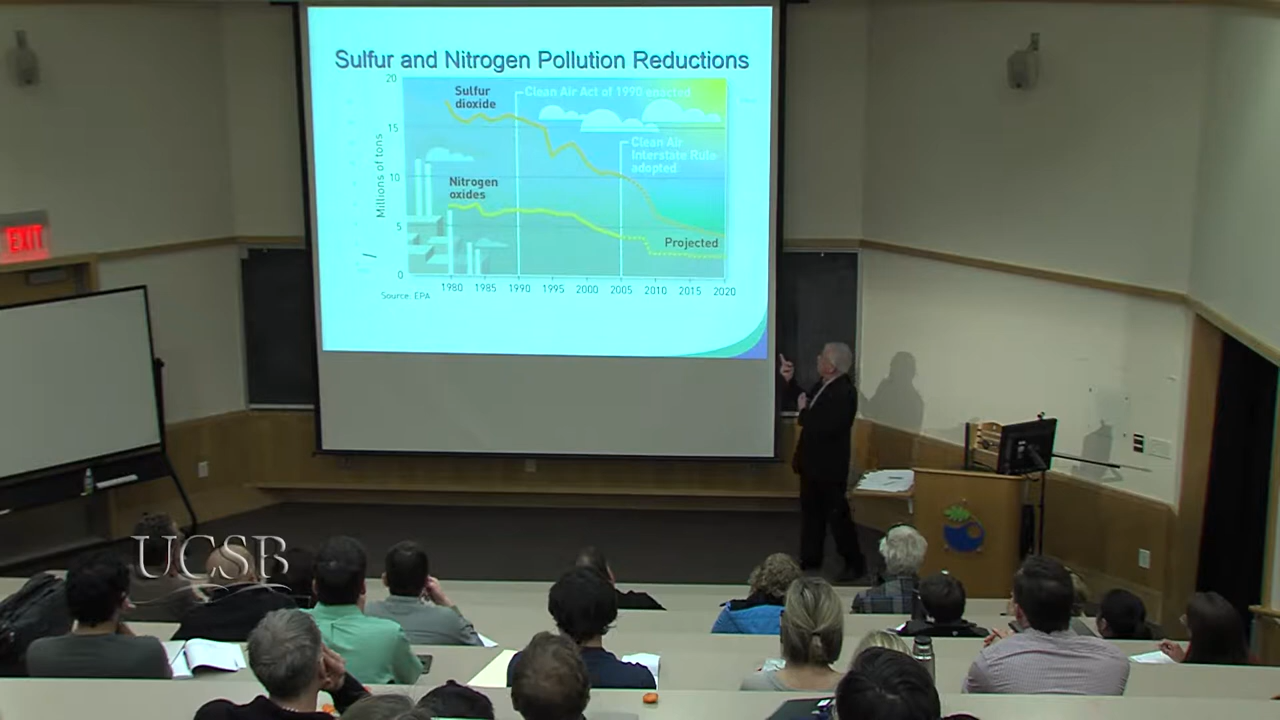 Sulfur and Nitrogen Pollution Reductions
20
Sulfur
dioxide
Clean Air Act of 1990 enacted
15
Clean Air
Interstate Rule
adopted
Millions of tons
10
Nitrogen
oxides
5
Projected
0
1980 1985 1990 1995 2000 2005 2010 2015 2020
Source: EPA
EXIT
UCSB